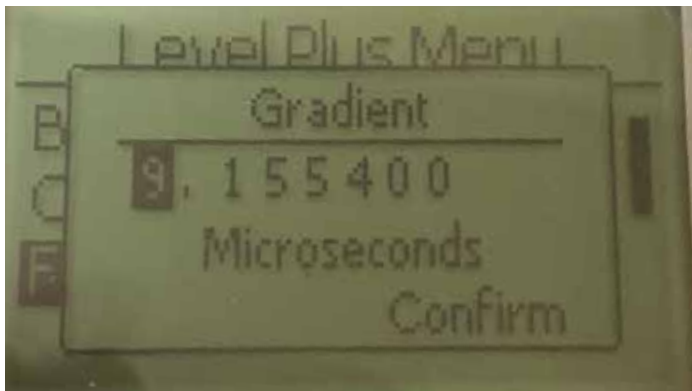 Level Plus Menu
Gradient
9.155400
Microseconds
Confirm
B
C
F